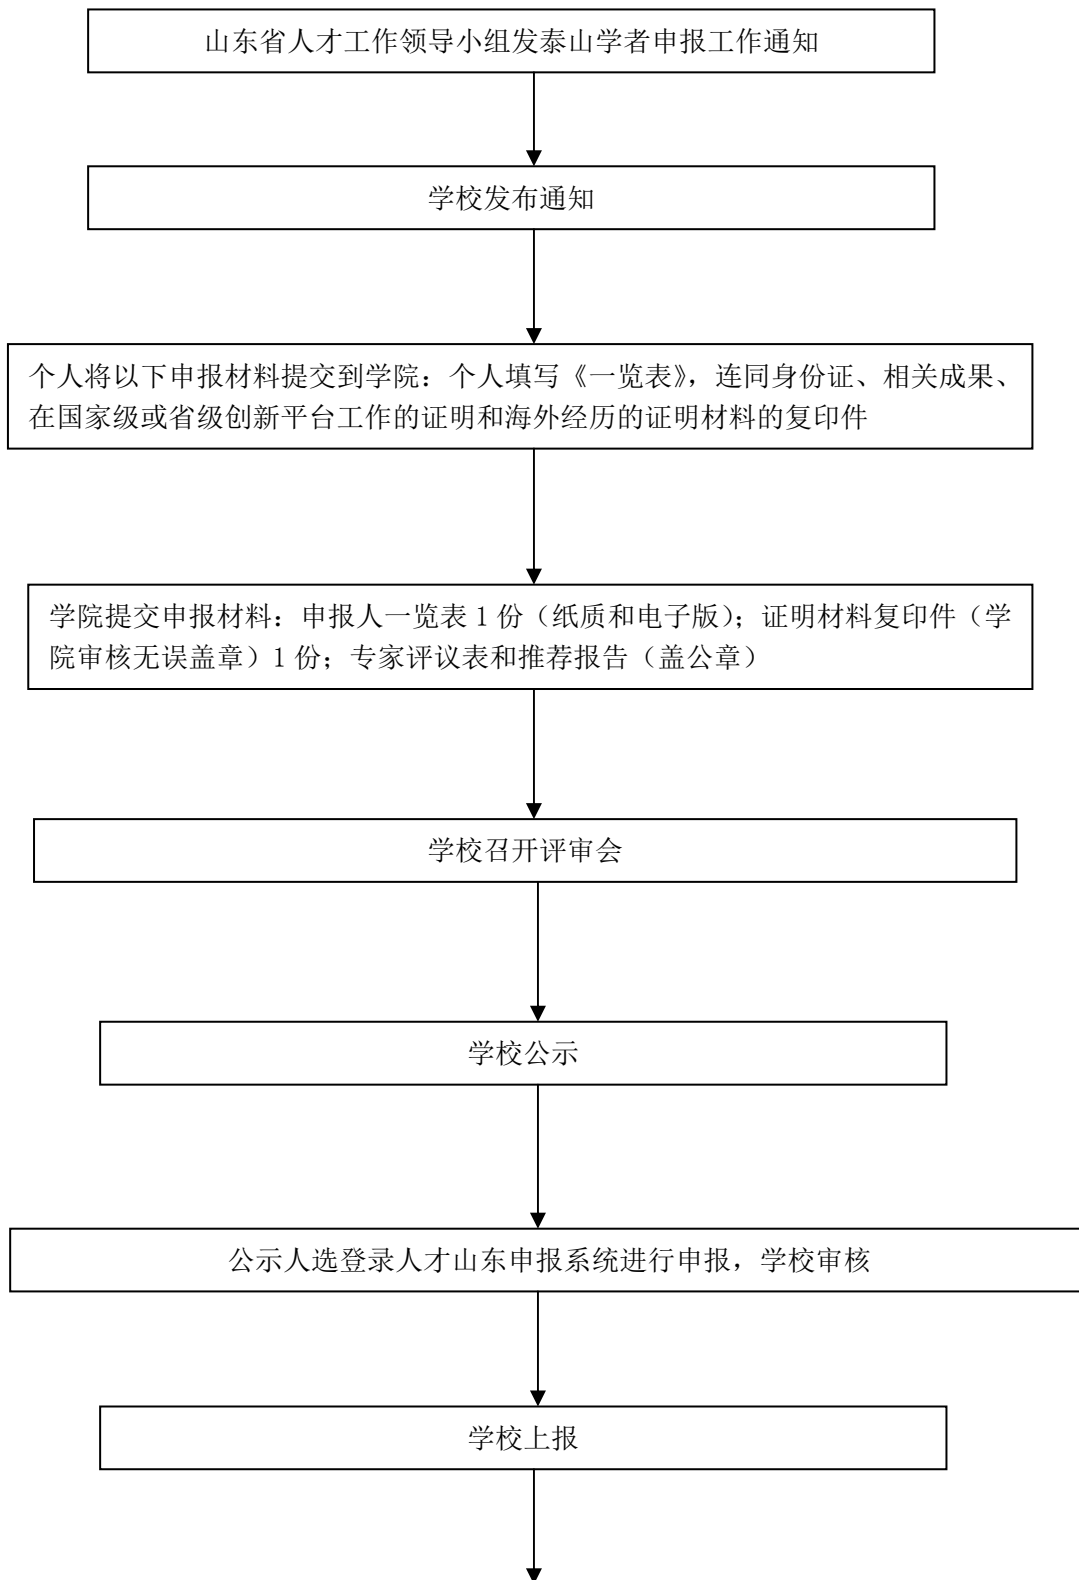 山东省人才工作领导小组发泰山学者申报工作通知
学校发布通知
个人将以下申报材料提交到学院：个人填写《一览表》，连同身份证、相关成果、
在国家级或省级创新平台工作的证明和海外经历的证明材料的复印件
学院提交申报材料：申报人一览表 1 份（纸质和电子版）；证明材料复印件（学
院审核无误盖章）1 份；专家评议表和推荐报告（盖公章）
学校召开评审会
学校公示
公示人选登录人才山东申报系统进行申报，学校审核
学校上报